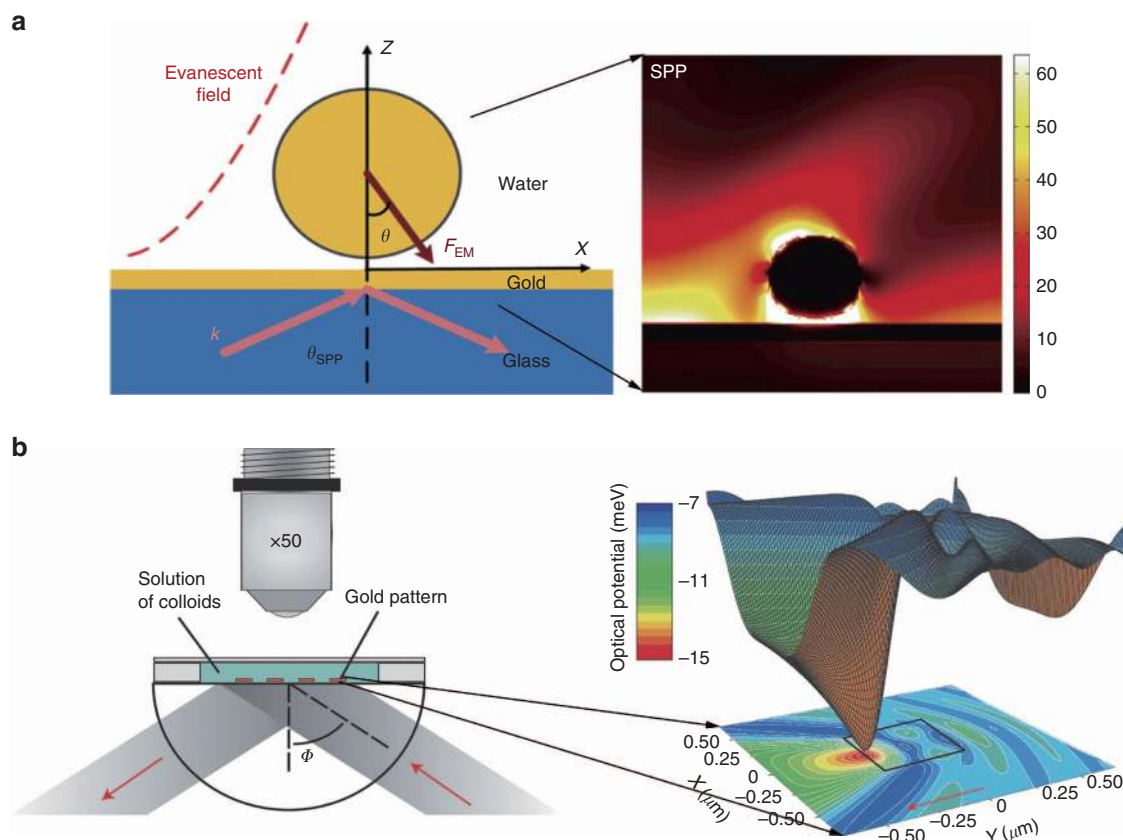 a
Evanescent
field
Z
Water
θ
F_EM
X
Gold
k
θ_SPP
Glass
SPP
60
50
40
30
20
10
0
b
×50
Solution
of colloids
Gold pattern
Φ
Optical potential (meV)
−7
−11
−15
0.50
0.25
0
−0.25
−0.50
X (μm)
−0.50
−0.25
0
0.25
0.50
Y (μm)